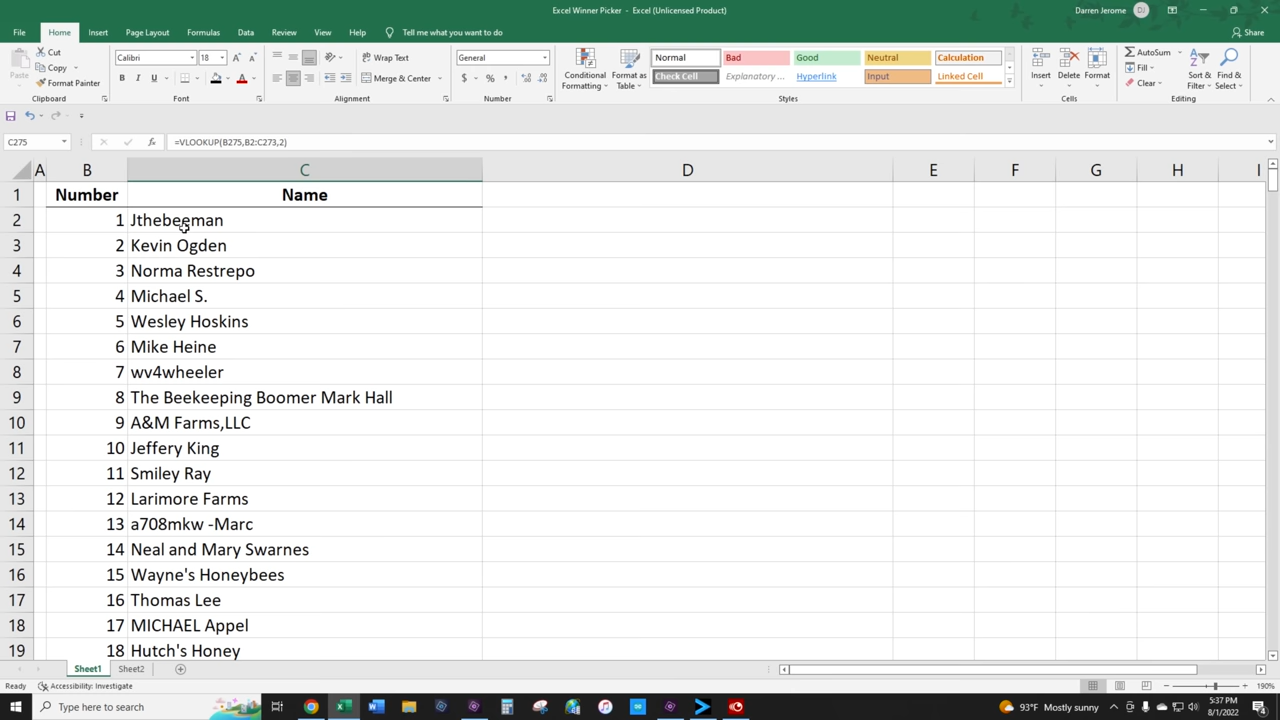 Excel Winner Picker - Excel (Unlicensed Product)
Darren Jerome DJ
File Home Insert Page Layout Formulas Data Review View Help Tell me what you want to do Share
Paste Cut Copy Format Painter Clipboard
Calibri 18 A A B I U A Font
Wrap Text Merge & Center Alignment
General $ % , Number
Conditional Formatting Format as Table
Normal Bad Good Neutral Calculation
Check Cell Explanatory ... Hyperlink Input Linked Cell
Styles
Insert Delete Format Cells
AutoSum Fill Clear Sort & Filter Find & Select Editing
C275 fx =VLOOKUP(B275,B2:C273,2)
A B C D E F G H I
1 Number Name
2 1 Jthebeeman
3 2 Kevin Ogden
4 3 Norma Restrepo
5 4 Michael S.
6 5 Wesley Hoskins
7 6 Mike Heine
8 7 wv4wheeler
9 8 The Beekeeping Boomer Mark Hall
10 9 A&M Farms,LLC
11 10 Jeffery King
12 11 Smiley Ray
13 12 Larimore Farms
14 13 a708mkw -Marc
15 14 Neal and Mary Swarnes
16 15 Wayne's Honeybees
17 16 Thomas Lee
18 17 MICHAEL Appel
19 18 Hutch's Honey
Sheet1 Sheet2
Ready Accessibility: Investigate 190%
Type here to search 93°F Mostly sunny 5:37 PM
8/1/2022